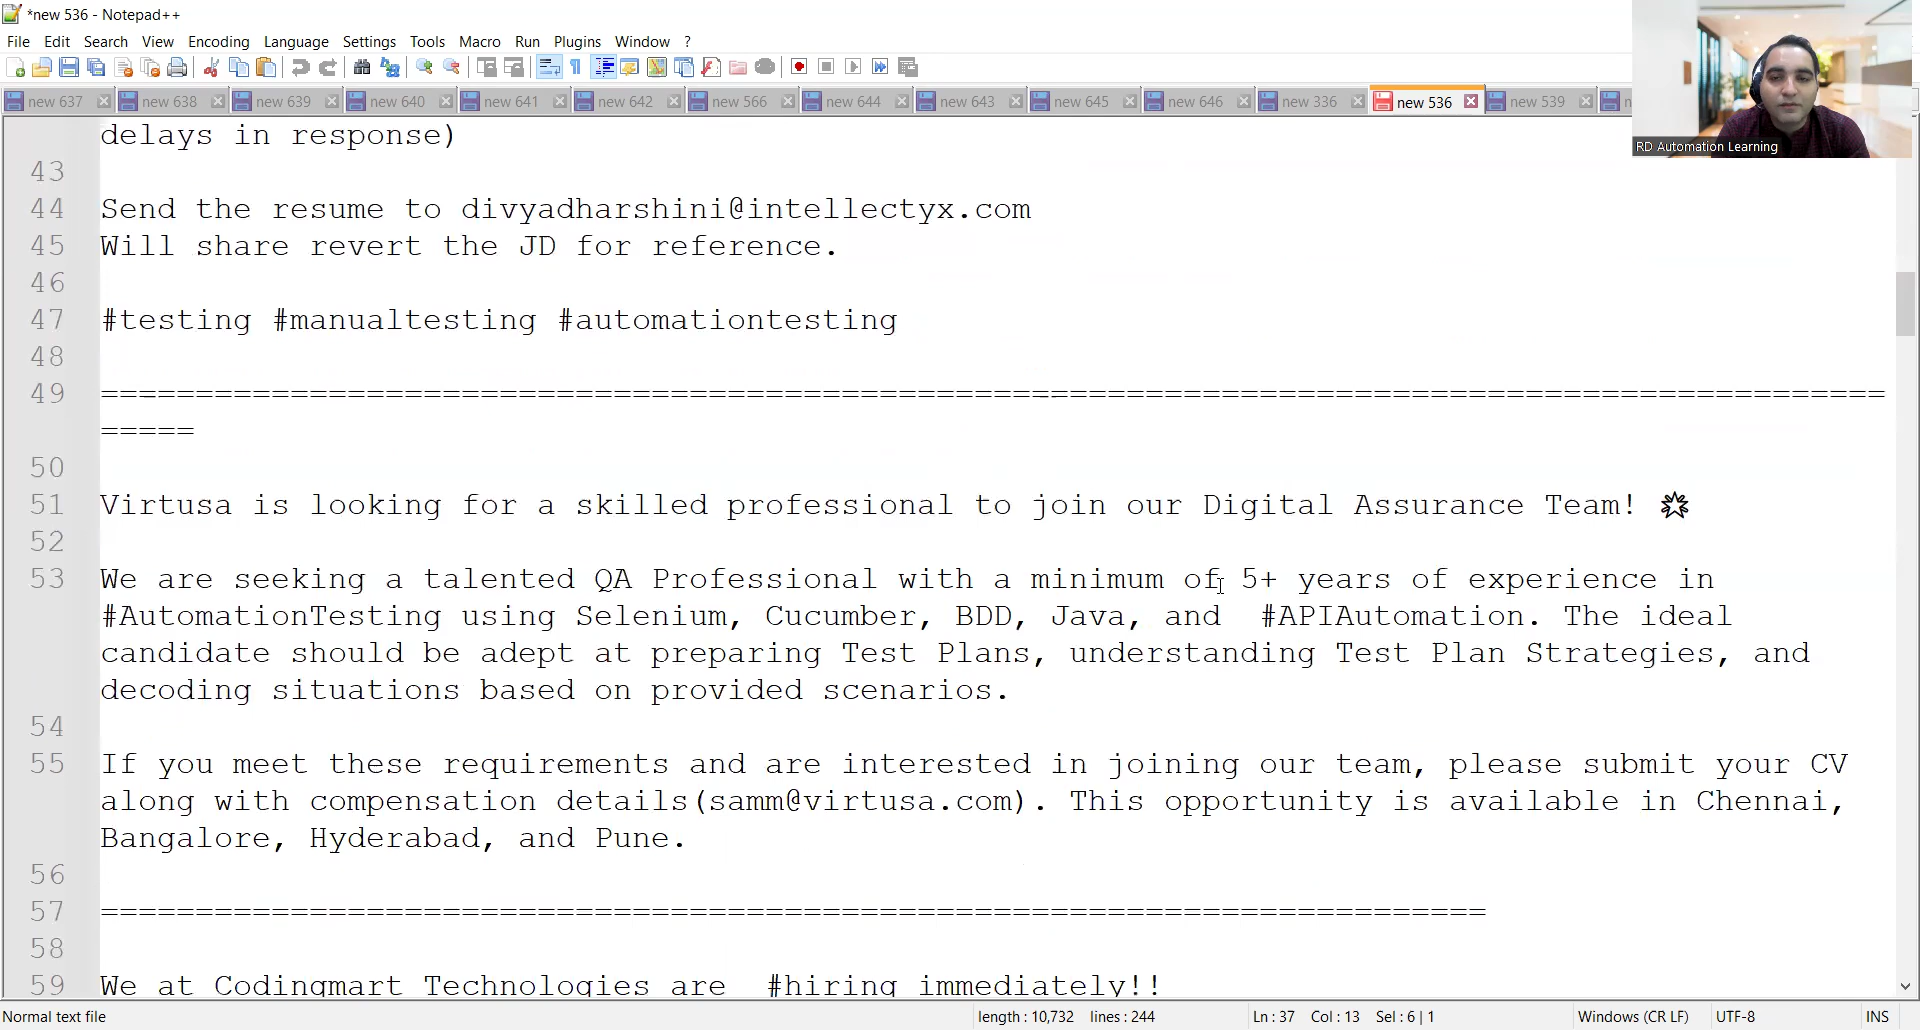 *new 536 - Notepad++
File Edit Search View Encoding Language Settings Tools Macro Run Plugins Window ?
new 637 new 638 new 639 new 640 new 641 new 642 new 566 new 644 new 643 new 645 new 646 new 336 new 536 new 539
RD Automation Learning
delays in response)
43
44 Send the resume to divyadharshini@intellectyx.com
45 Will share revert the JD for reference.
46
47 #testing #manualtesting #automationtesting
48
49 ==============================================================================================
=====
50
51 Virtusa is looking for a skilled professional to join our Digital Assurance Team! 🌟
52
53 We are seeking a talented QA Professional with a minimum of 5+ years of experience in
#AutomationTesting using Selenium, Cucumber, BDD, Java, and  #APIAutomation. The ideal
candidate should be adept at preparing Test Plans, understanding Test Plan Strategies, and
decoding situations based on provided scenarios.
54
55 If you meet these requirements and are interested in joining our team, please submit your CV
along with compensation details(samm@virtusa.com). This opportunity is available in Chennai,
Bangalore, Hyderabad, and Pune.
56
57 =========================================================================
58
59 We at Codingmart Technologies are  #hiring immediately!!
Normal text file length : 10,732 lines : 244 Ln : 37 Col : 13 Sel : 6 | 1 Windows (CR LF) UTF-8 INS